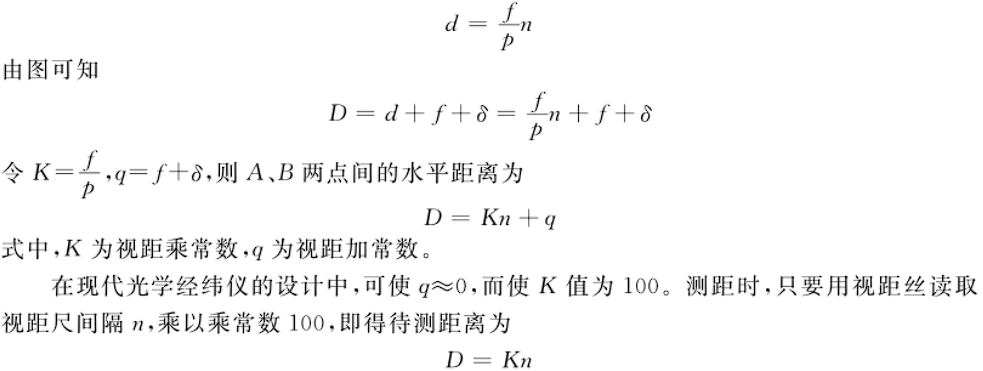 d = \frac{f}{p}n
由图可知
D = d + f + δ = \frac{f}{p}n + f + δ
令 K=\frac{f}{p},q=f+δ,则 A、B 两点间的水平距离为
D = Kn + q
式中,K 为视距乘常数,q 为视距加常数。
在现代光学经纬仪的设计中,可使 q≈0,而使 K 值为 100。测距时,只要用视距丝读取
视距尺间隔 n,乘以乘常数 100,即得待测距离为
D = Kn